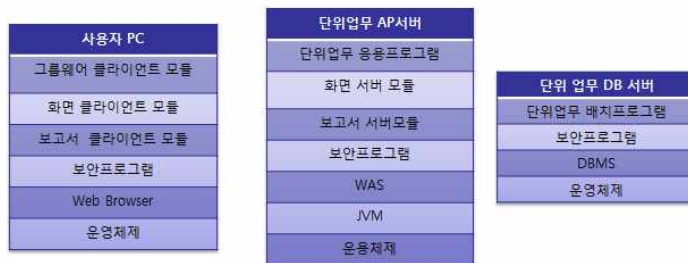 사용자 PC
그룹웨어 클라이언트 모듈
화면 클라이언트 모듈
보고서 클라이언트 모듈
보안프로그램
Web Browser
운영체제
단위업무 AP서버
단위업무 응용프로그램
화면 서버 모듈
보고서 서버모듈
보안프로그램
WAS
JVM
운용체제
단위 업무 DB 서버
단위업무 배치프로그램
보안프로그램
DBMS
운영체제